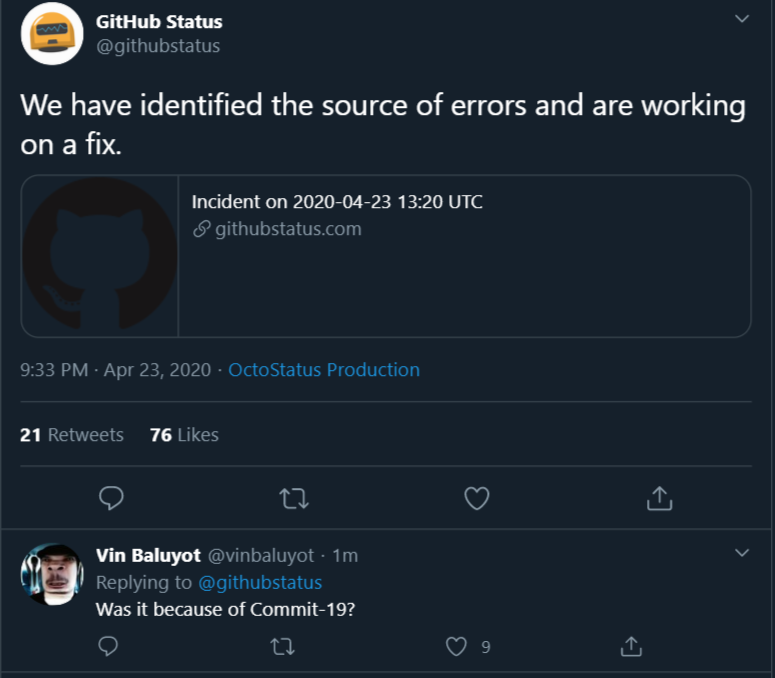 GitHub Status
@githubstatus
We have identified the source of errors and are working
on a fix.
Incident on 2020-04-23 13:20 UTC
githubstatus.com
9:33 PM · Apr 23, 2020 · OctoStatus Production
21 Retweets 76 Likes
Vin Baluyot @vinbaluyot · 1m
Replying to @githubstatus
Was it because of Commit-19?
9